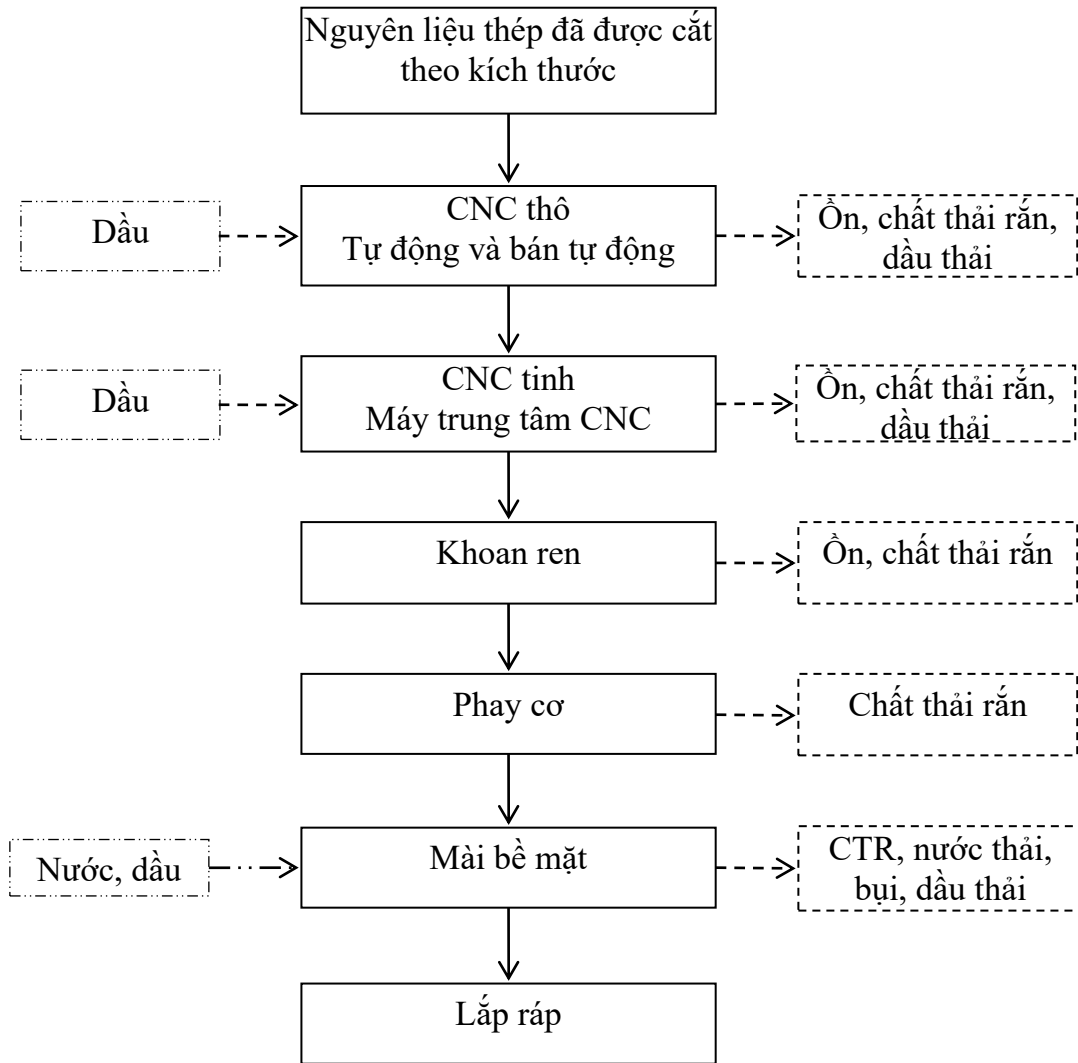 Nguyên liệu thép đã được cắt
theo kích thước
Dầu
CNC thô
Tự động và bán tự động
Ồn, chất thải rắn,
dầu thải
Dầu
CNC tinh
Máy trung tâm CNC
Ồn, chất thải rắn,
dầu thải
Khoan ren
Ồn, chất thải rắn
Phay cơ
Chất thải rắn
Nước, dầu
Mài bề mặt
CTR, nước thải,
bụi, dầu thải
Lắp ráp